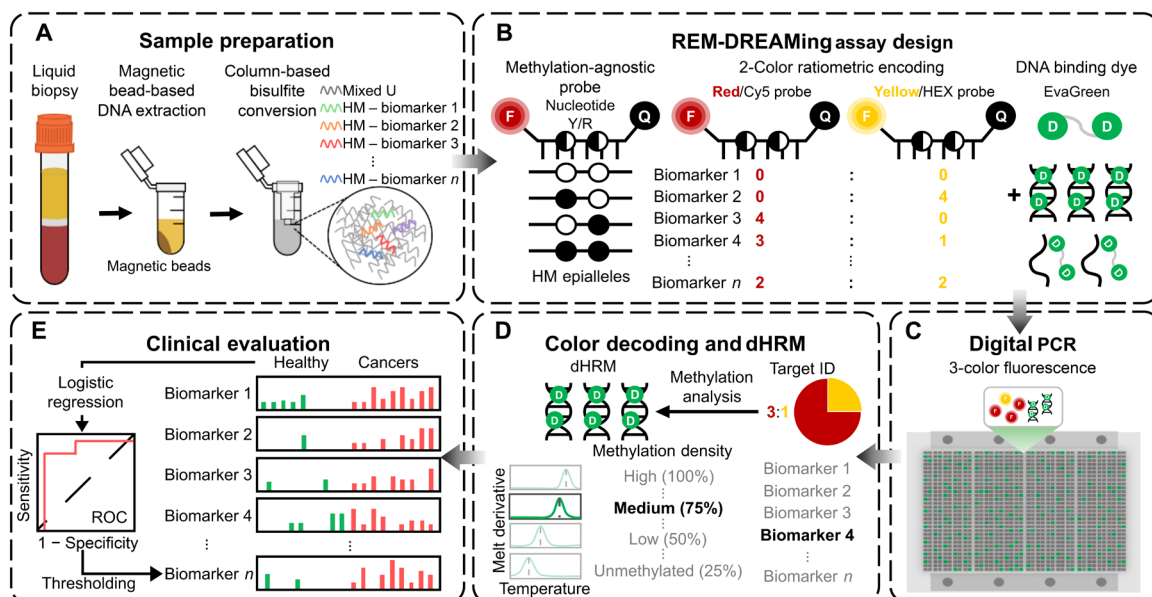 A
Sample preparation
Liquid
biopsy
Magnetic
bead-based
DNA extraction
Column-based
bisulfite
conversion
Mixed U
HM – biomarker 1
HM – biomarker 2
HM – biomarker 3
⋮
HM – biomarker n
Magnetic beads
B
REM-DREAMing assay design
Methylation-agnostic
probe
Nucleotide
Y/R
F
Q
HM epialleles
2-Color ratiometric encoding
Red/Cy5 probe
Yellow/HEX probe
F
Q
F
Q
Biomarker 1 0 : 0
Biomarker 2 0 4
Biomarker 3 4 0
Biomarker 4 3 : 1
⋮
Biomarker n 2 : 2
DNA binding dye
EvaGreen
D D
+
D D D
D D D
D D
D D
C
Digital PCR
3-color fluorescence
F
F F
F F
D
Color decoding and dHRM
dHRM
D D D
D D D
Methylation
analysis
Target ID
3:1
Methylation density
High (100%)
Medium (75%)
Low (50%)
Unmethylated (25%)
Melt derivative
Temperature
Biomarker 1
Biomarker 2
Biomarker 3
Biomarker 4
⋮
Biomarker n
E
Clinical evaluation
Healthy Cancers
Logistic
regression
Sensitivity
ROC
1 − Specificity
Thresholding
Biomarker 1
Biomarker 2
Biomarker 3
Biomarker 4
⋮ ⋮
Biomarker n